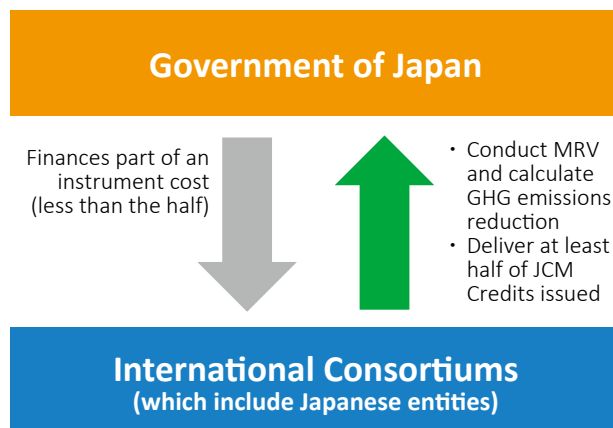 Government of Japan
Finances part of an
instrument cost
(less than the half)
・ Conduct MRV
and calculate
GHG emissions
reduction
・ Deliver at least
half of JCM
Credits issued
International Consortiums
(which include Japanese entities)